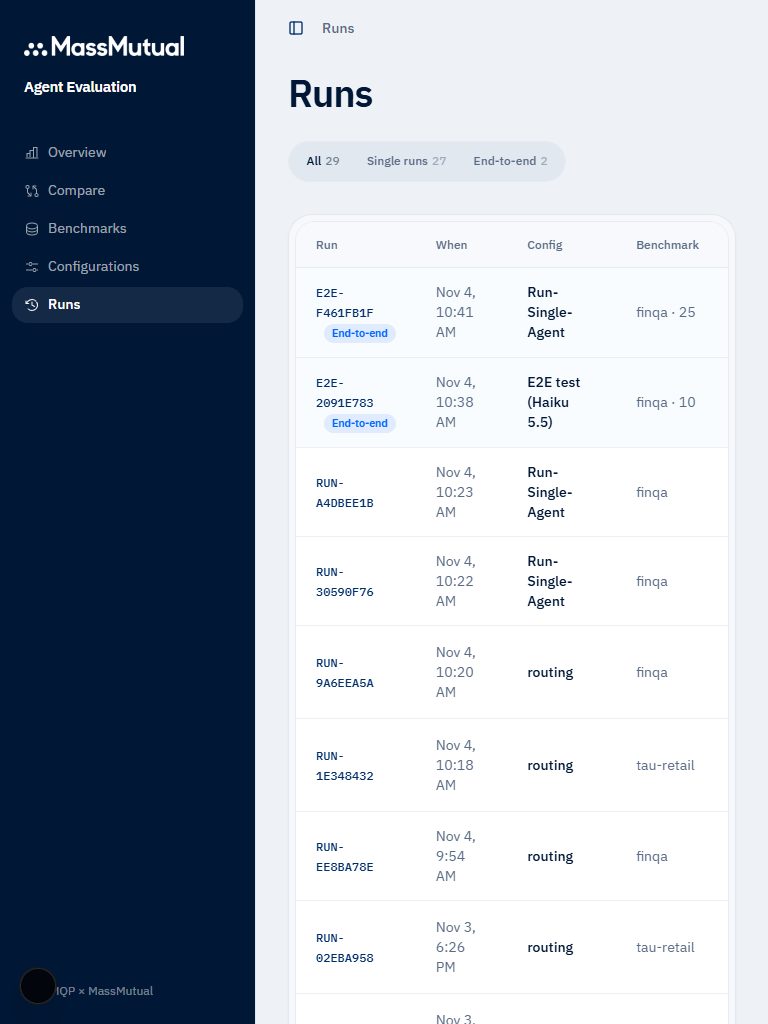 MassMutual
Agent Evaluation
Overview
Compare
Benchmarks
Configurations
Runs
IQP × MassMutual
Runs
Runs
All 29 Single runs 27 End-to-end 2
Run When Config Benchmark
E2E-
F461FB1F
End-to-end
Nov 4,
10:41
AM
Run-
Single-
Agent
finqa · 25
E2E-
2091E783
End-to-end
Nov 4,
10:38
AM
E2E test
(Haiku
5.5)
finqa · 10
RUN-
A4DBEE1B
Nov 4,
10:23
AM
Run-
Single-
Agent
finqa
RUN-
30590F76
Nov 4,
10:22
AM
Run-
Single-
Agent
finqa
RUN-
9A6EEA5A
Nov 4,
10:20
AM
routing
finqa
RUN-
1E348432
Nov 4,
10:18
AM
routing
tau-retail
RUN-
EE8BA78E
Nov 4,
9:54
AM
routing
finqa
RUN-
02EBA958
Nov 3,
6:26
PM
routing
tau-retail
Nov 3,